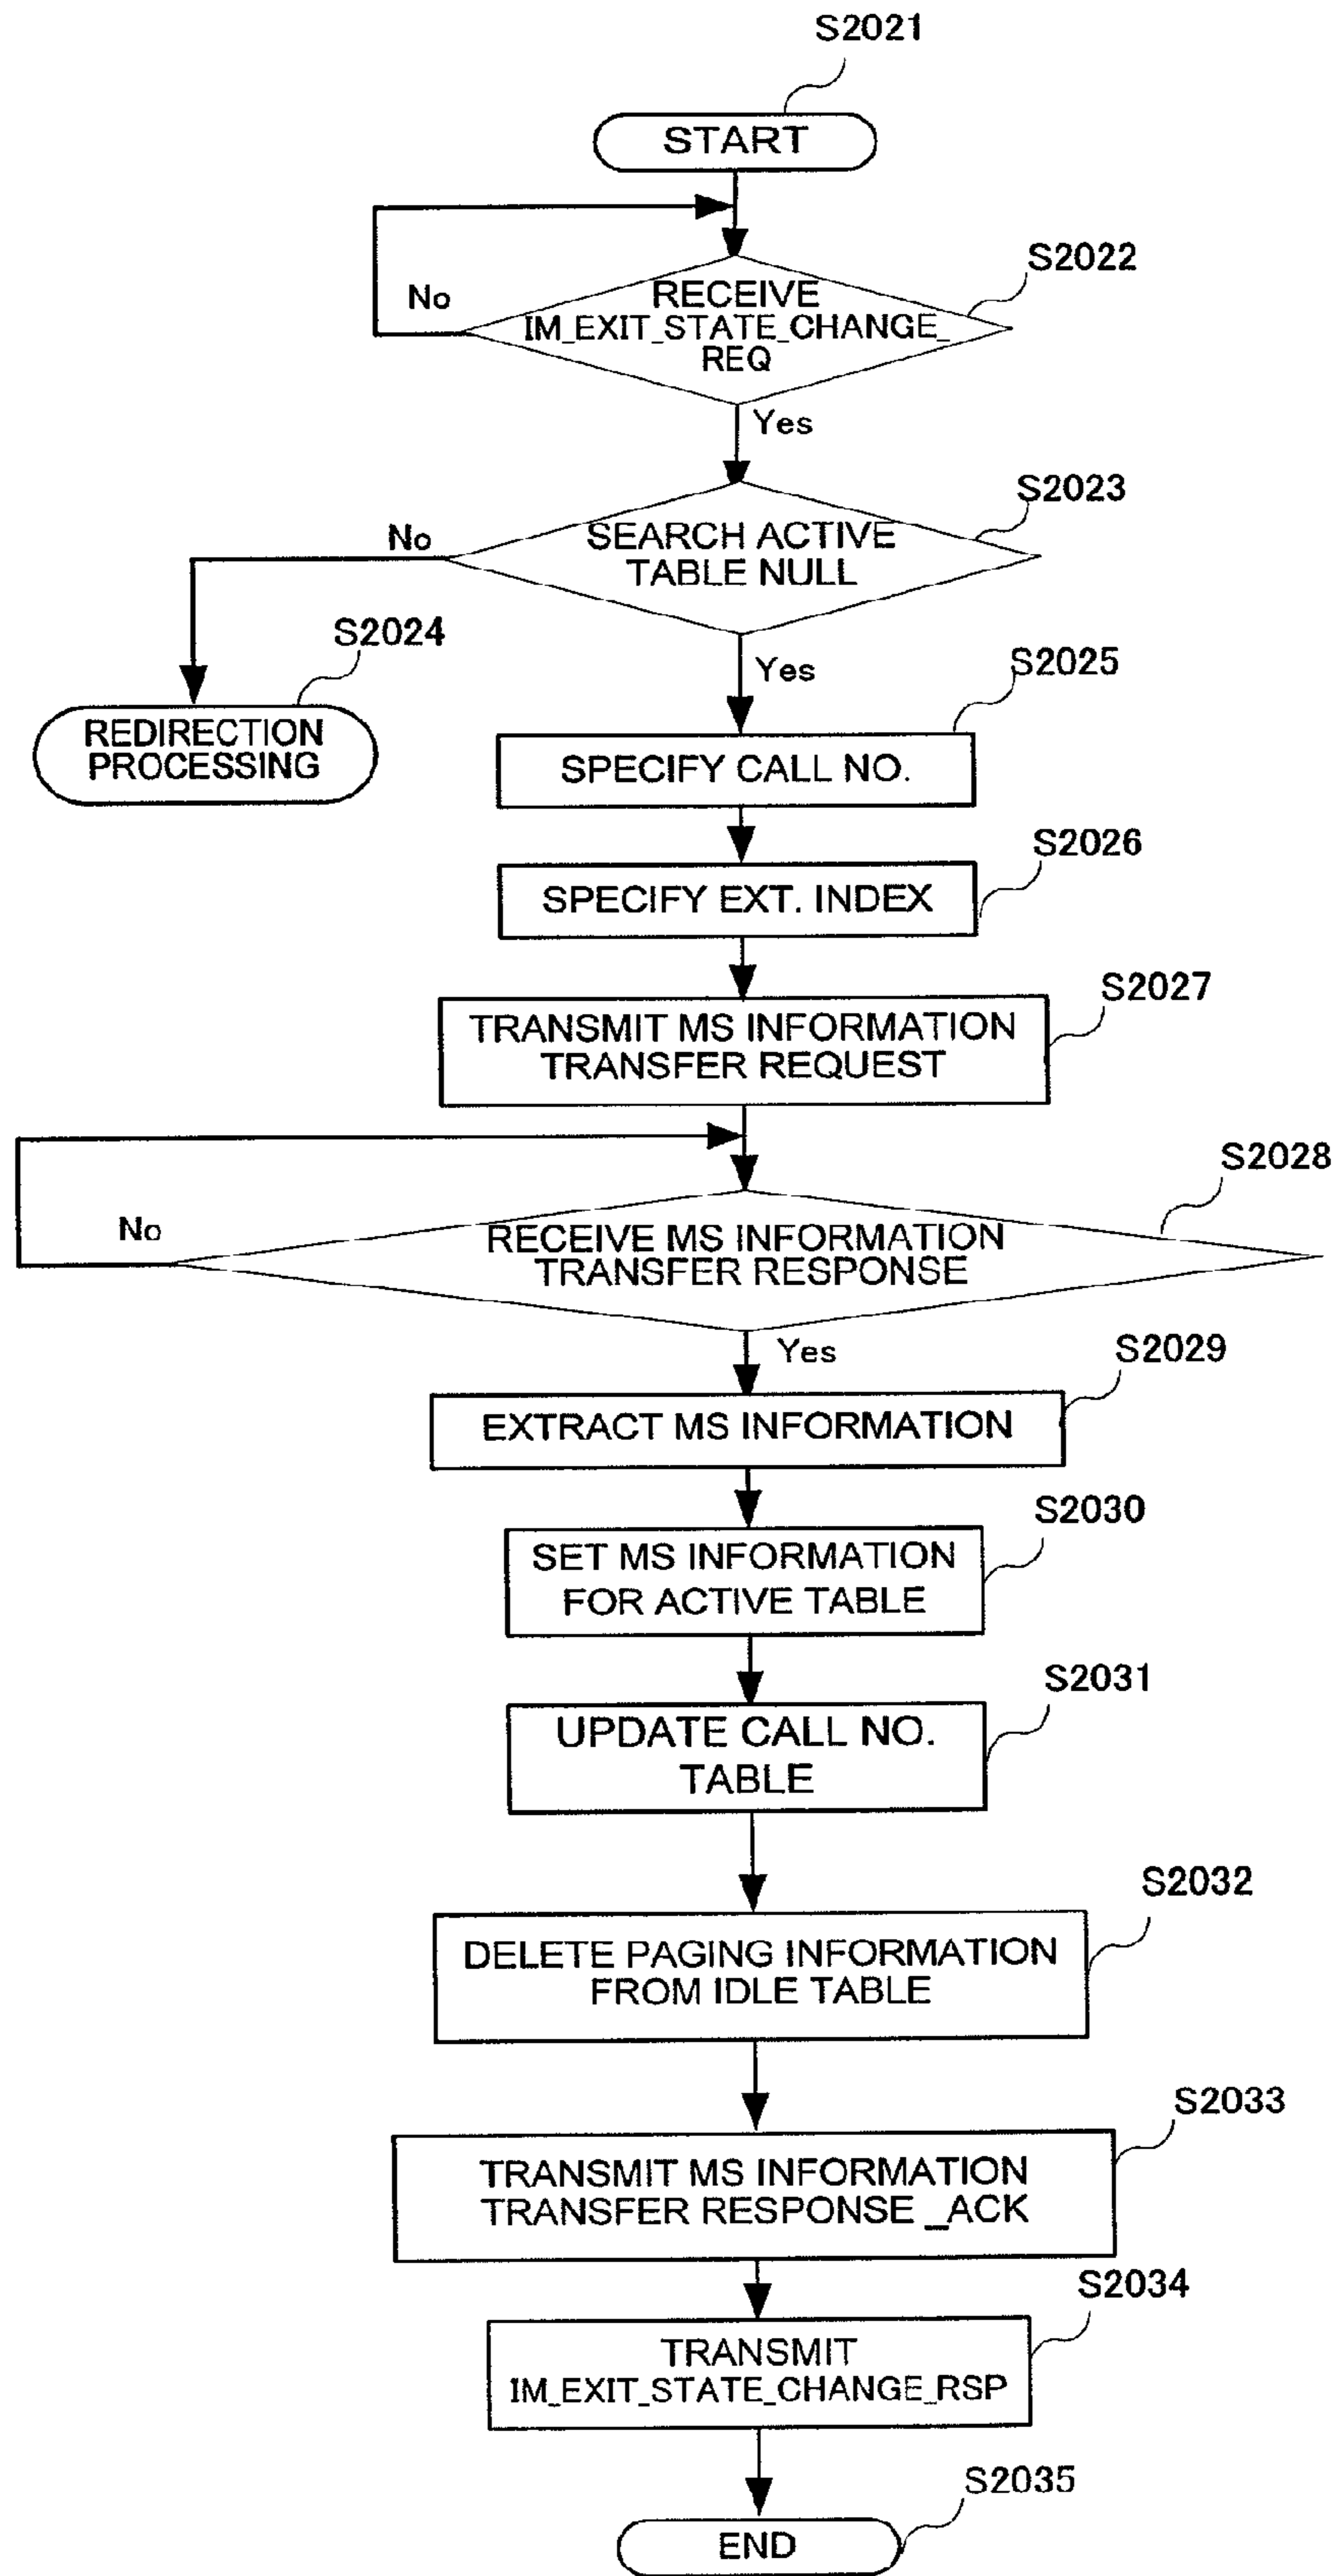 S2021
START
S2022
No
RECEIVE
IM_EXIT_STATE_CHANGE_
REQ
Yes
S2023
No
SEARCH ACTIVE
TABLE NULL
S2024
Yes
S2025
REDIRECTION
PROCESSING
SPECIFY CALL NO.
S2026
SPECIFY EXT. INDEX
S2027
TRANSMIT MS INFORMATION
TRANSFER REQUEST
S2028
No
RECEIVE MS INFORMATION
TRANSFER RESPONSE
Yes
S2029
EXTRACT MS INFORMATION
S2030
SET MS INFORMATION
FOR ACTIVE TABLE
S2031
UPDATE CALL NO.
TABLE
S2032
DELETE PAGING INFORMATION
FROM IDLE TABLE
S2033
TRANSMIT MS INFORMATION
TRANSFER RESPONSE _ACK
S2034
TRANSMIT
IM_EXIT_STATE_CHANGE_RSP
S2035
END